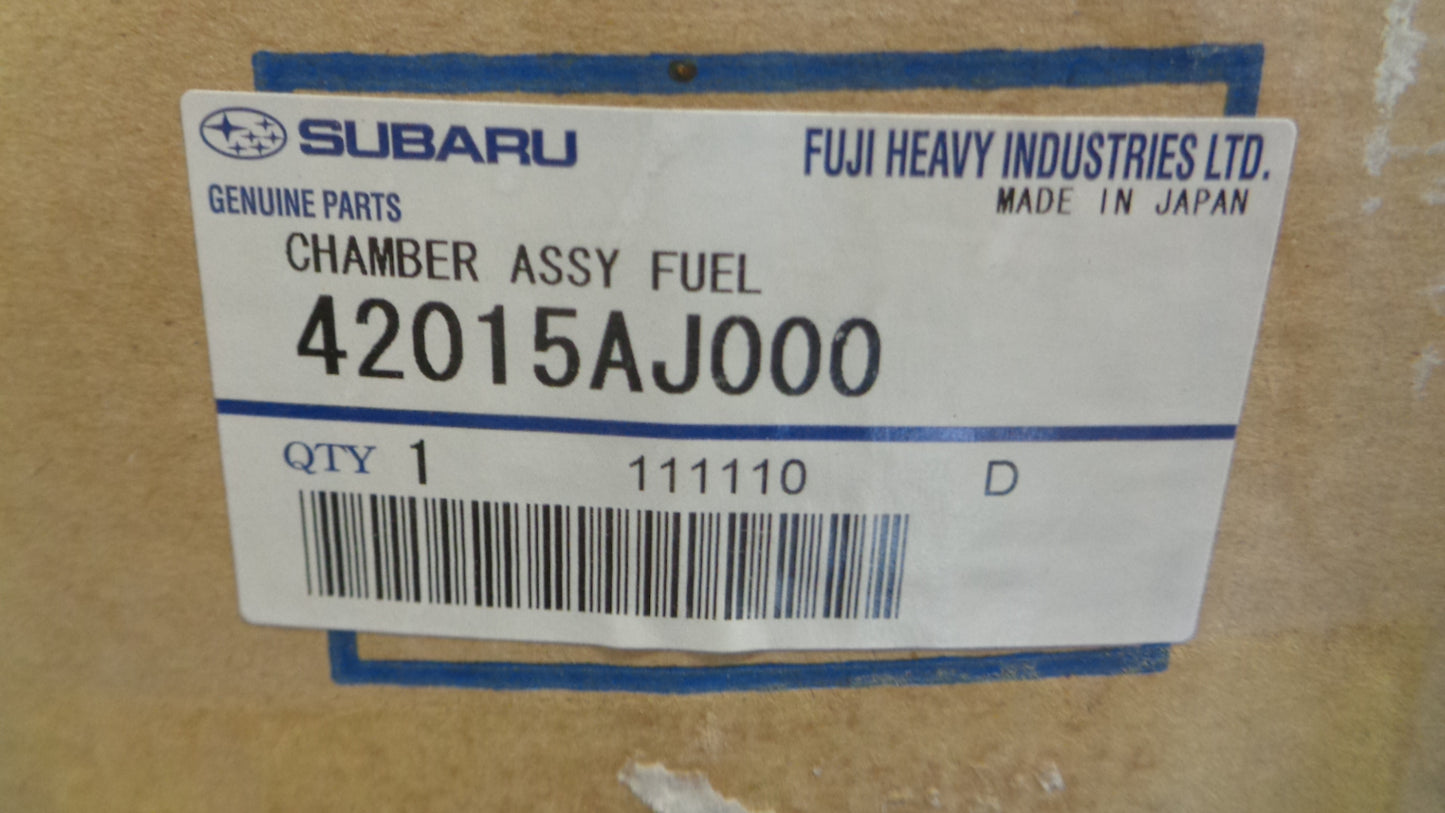 SUBARU FUJI HEAVY INDUSTRIES LTD.
GENUINE PARTS MADE IN JAPAN
CHAMBER ASSY FUEL
42015AJ000
QTY 1 111110 D